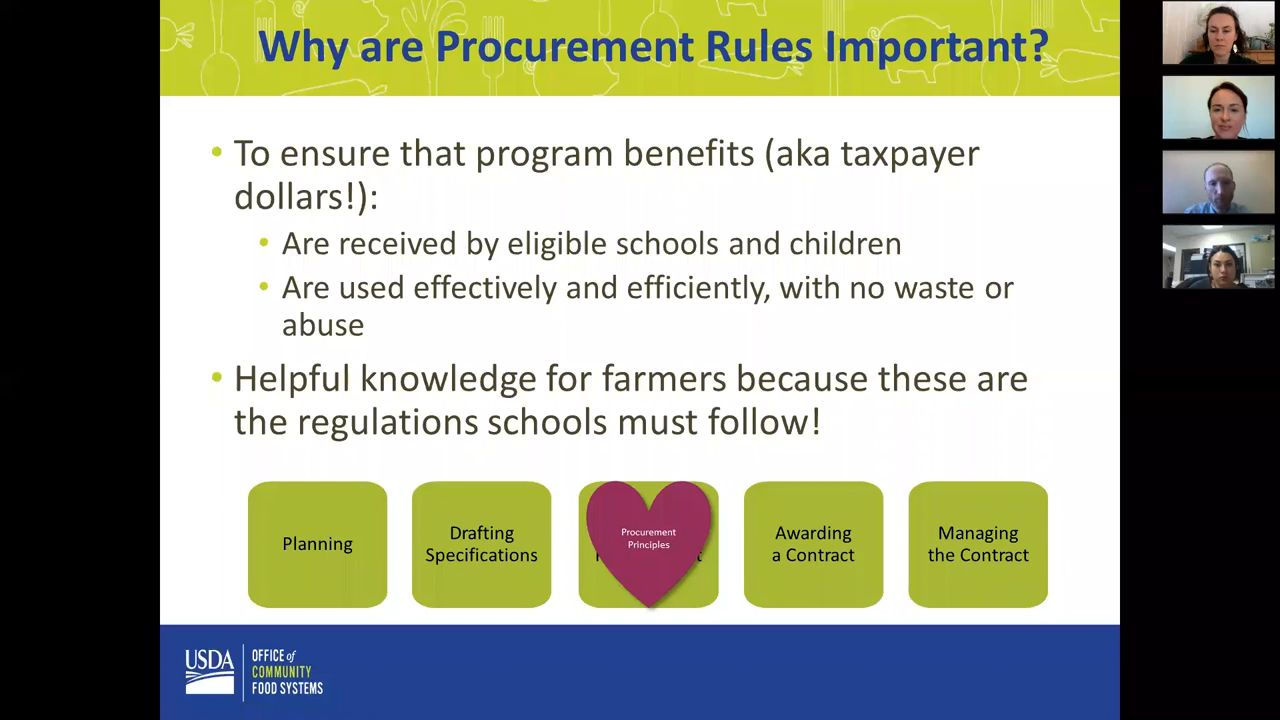 Why are Procurement Rules Important?
• To ensure that program benefits (aka taxpayer
dollars!):
• Are received by eligible schools and children
• Are used effectively and efficiently, with no waste or
abuse
• Helpful knowledge for farmers because these are
the regulations schools must follow!
Planning
Drafting
Specifications
Procurement
Principles
Awarding
a Contract
Managing
the Contract
USDA
OFFICE of
COMMUNITY
FOOD SYSTEMS